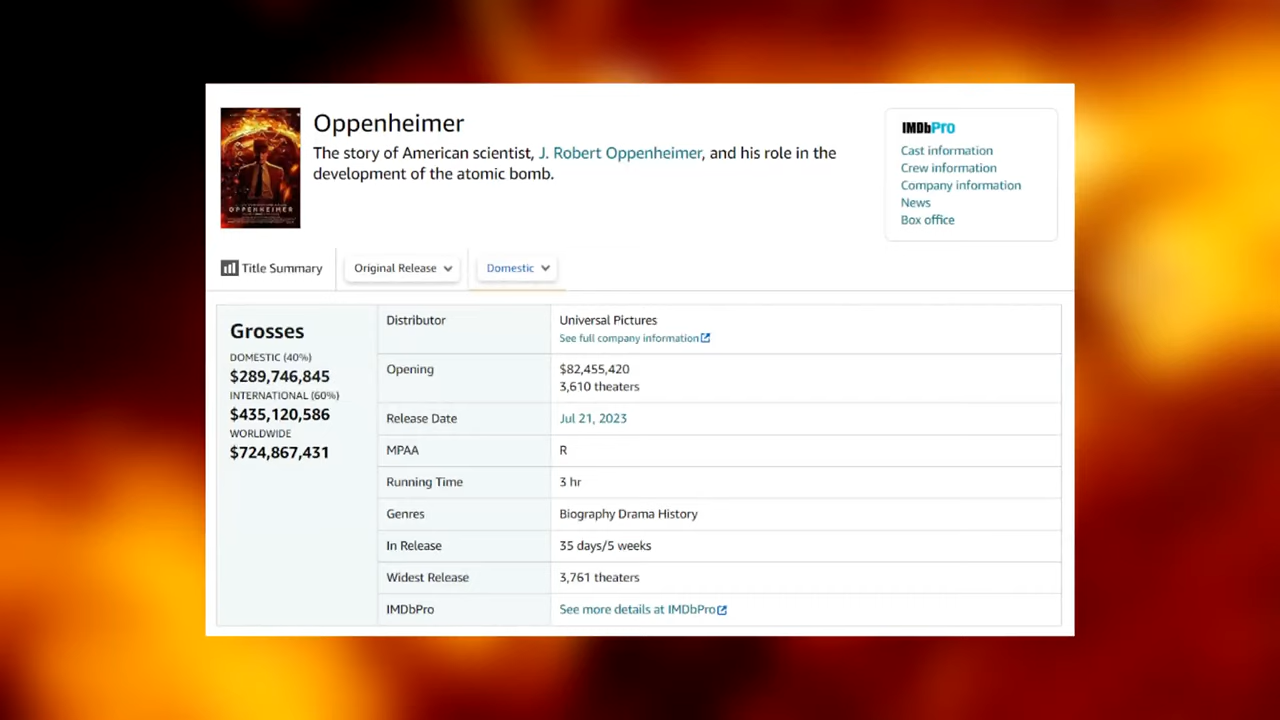 Oppenheimer
The story of American scientist, J. Robert Oppenheimer, and his role in the
development of the atomic bomb.
OPPENHEIMER
IMDbPro
Cast information
Crew information
Company information
News
Box office
Title Summary
Original Release
Domestic
Grosses
DOMESTIC (40%)
$289,746,845
INTERNATIONAL (60%)
$435,120,586
WORLDWIDE
$724,867,431
Distributor
Universal Pictures
See full company information
Opening
$82,455,420
3,610 theaters
Release Date
Jul 21, 2023
MPAA
R
Running Time
3 hr
Genres
Biography Drama History
In Release
35 days/5 weeks
Widest Release
3,761 theaters
IMDbPro
See more details at IMDbPro